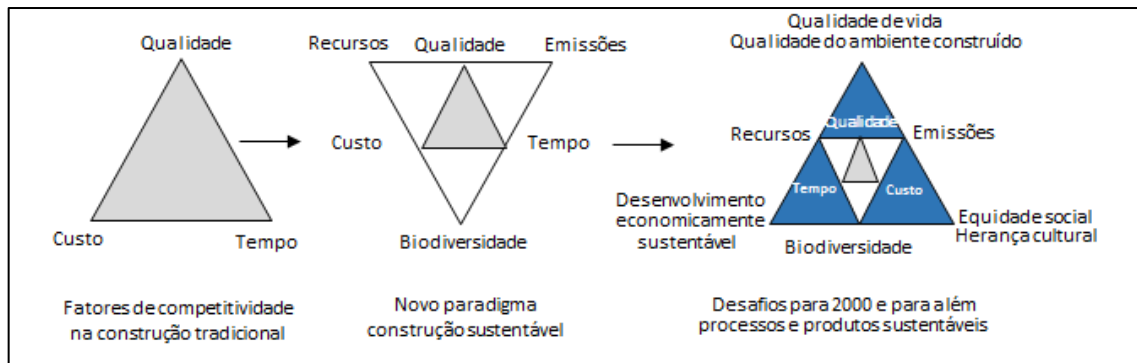 Qualidade
Custo
Tempo
Fatores de competitividade
na construção tradicional
Recursos
Qualidade
Emissões
Custo
Tempo
Biodiversidade
Novo paradigma
construção sustentável
Qualidade de vida
Qualidade do ambiente construído
Qualidade
Recursos
Emissões
Tempo
Custo
Desenvolvimento
economicamente
sustentável
Biodiversidade
Equidade social
Herança cultural
Desafios para 2000 e para além
processos e produtos sustentáveis